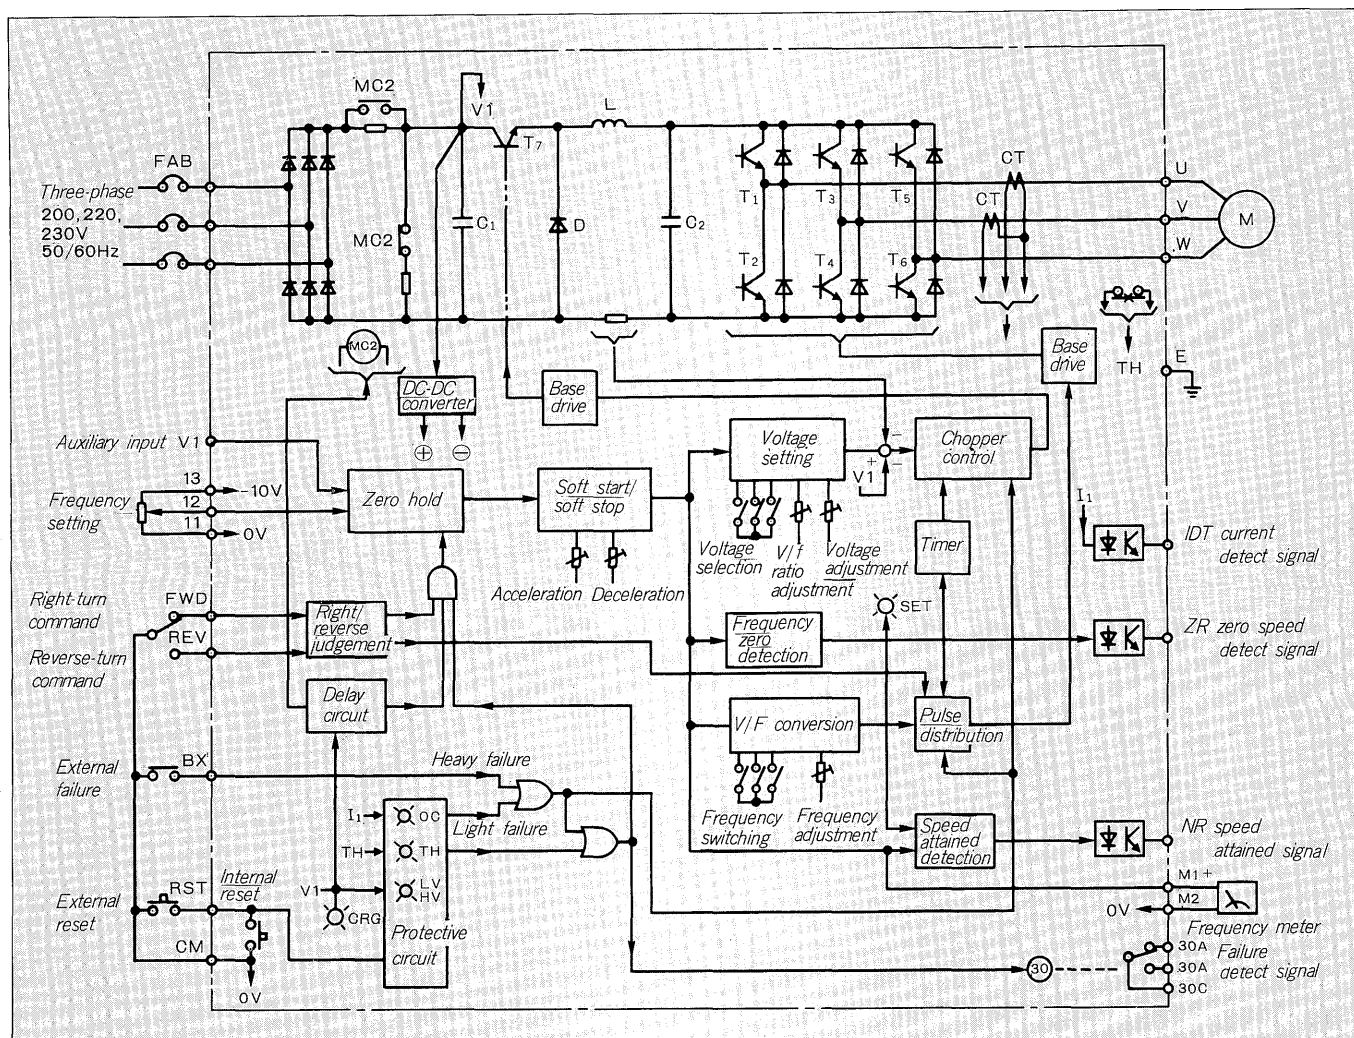 MC2
V1
L
T7
FAB
Three-phase
200, 220,
230V
50/60Hz
MC2
C1
D
C2
T1
T3
T5
T2
T4
T6
CT
CT
U
V
W
M
MC2
DC-DC
converter
⊕ ⊖
Base
drive
Base
drive
TH
E
Auxiliary input V1
13
-10V
12
11
0V
Frequency
setting
Zero hold
Soft start/
soft stop
Acceleration
Deceleration
Voltage
setting
+
-
-
V1
Chopper
control
Voltage
selection
V/f
ratio
adjustment
Voltage
adjustment
Timer
I1
IDT current
detect signal
SET
Right-turn
command
FWD
REV
Reverse-turn
command
Right/
reverse
judgement
Frequency
zero
detection
ZR zero speed
detect signal
Delay
circuit
V/F conversion
Pulse
distribution
External
failure
BX
Heavy failure
Light failure
I1
OC
TH
TH
V1
LV
HV
CRG
Protective
circuit
Frequency
switching
Frequency
adjustment
Speed
attained
detection
NR speed
attained signal
External
reset
RST
Internal
reset
CM
0V
M1 +
M2
0V
Frequency meter
30
30A
30A
30C
Failure
detect signal